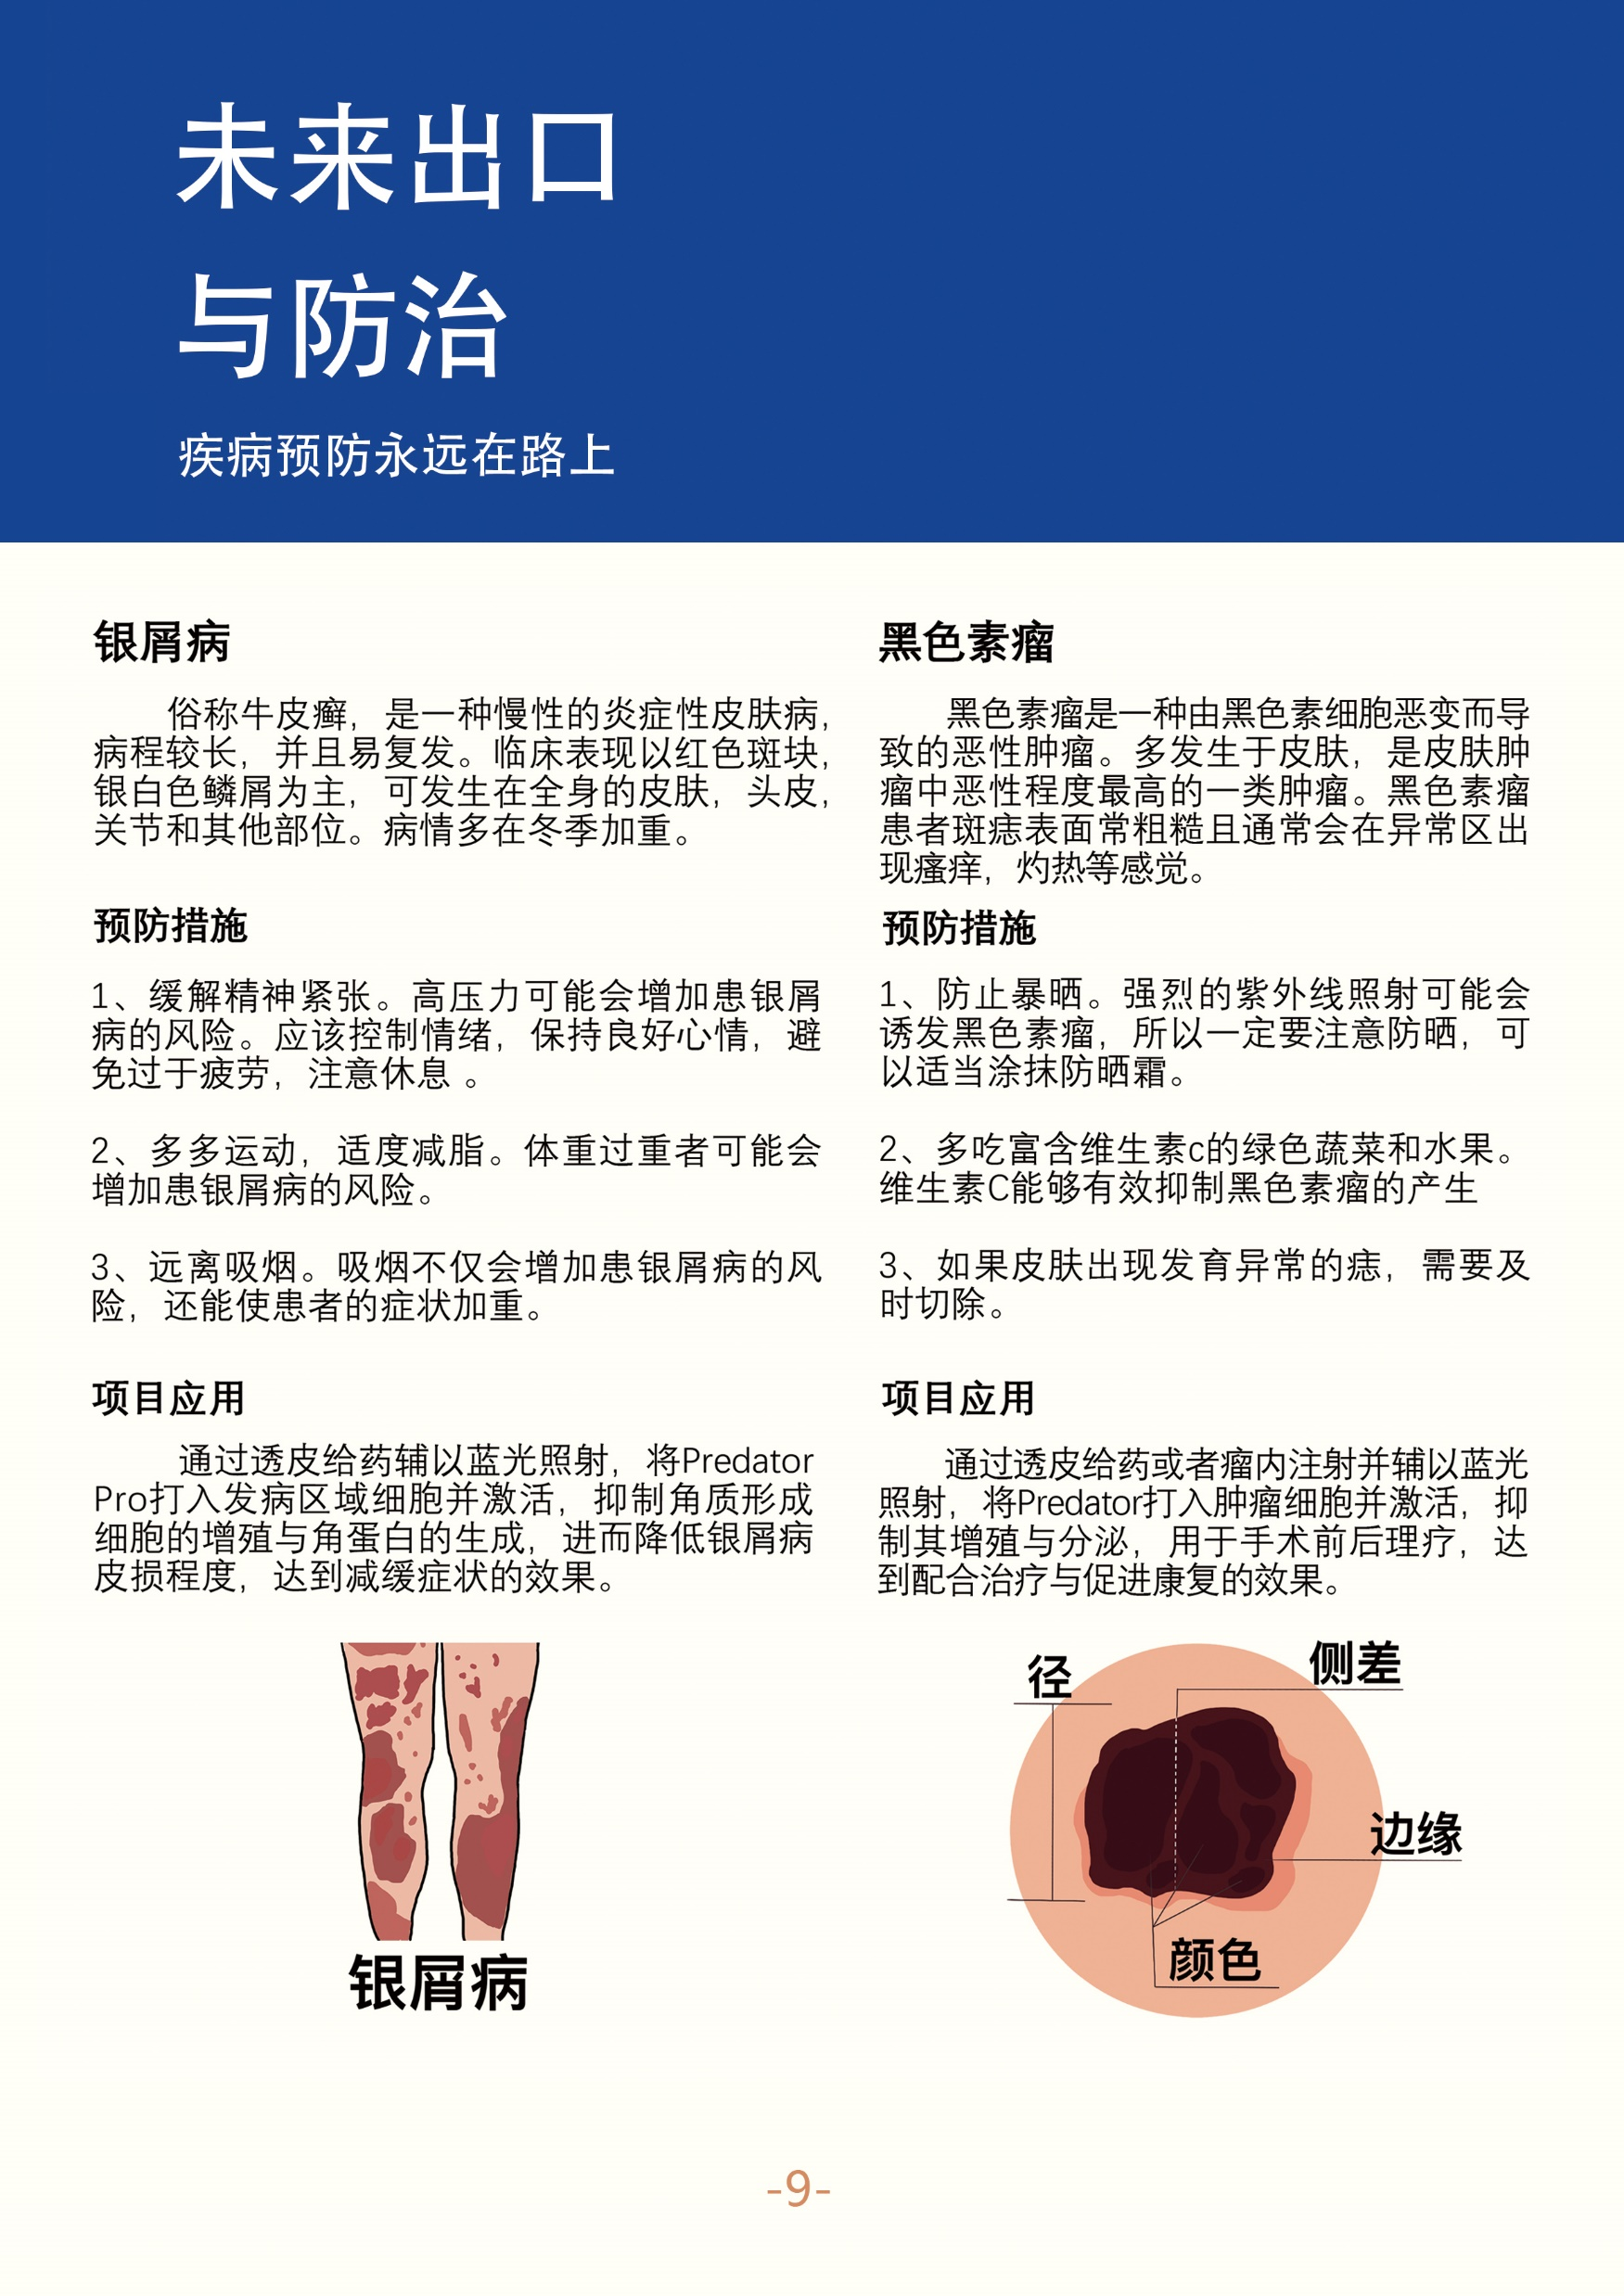 未来出口
与防治
疾病预防永远在路上
银屑病
俗称牛皮癣，是一种慢性的炎症性皮肤病，
病程较长，并且易复发。临床表现以红色斑块，
银白色鳞屑为主，可发生在全身的皮肤，头皮，
关节和其他部位。病情多在冬季加重。
预防措施
1、缓解精神紧张。高压力可能会增加患银屑
病的风险。应该控制情绪，保持良好心情，避
免过于疲劳，注意休息 。
2、多多运动，适度减脂。体重过重者可能会
增加患银屑病的风险。
3、远离吸烟。吸烟不仅会增加患银屑病的风
险，还能使患者的症状加重。
项目应用
通过透皮给药辅以蓝光照射，将Predator
Pro打入发病区域细胞并激活，抑制角质形成
细胞的增殖与角蛋白的生成，进而降低银屑病
皮损程度，达到减缓症状的效果。
银屑病
黑色素瘤
黑色素瘤是一种由黑色素细胞恶变而导
致的恶性肿瘤。多发生于皮肤，是皮肤肿
瘤中恶性程度最高的一类肿瘤。黑色素瘤
患者斑痣表面常粗糙且通常会在异常区出
现瘙痒，灼热等感觉。
预防措施
1、防止暴晒。强烈的紫外线照射可能会
诱发黑色素瘤，所以一定要注意防晒，可
以适当涂抹防晒霜。
2、多吃富含维生素c的绿色蔬菜和水果。
维生素C能够有效抑制黑色素瘤的产生
3、如果皮肤出现发育异常的痣，需要及
时切除。
项目应用
通过透皮给药或者瘤内注射并辅以蓝光
照射，将Predator打入肿瘤细胞并激活，抑
制其增殖与分泌，用于手术前后理疗，达
到配合治疗与促进康复的效果。
径
侧差
边缘
颜色
-9-